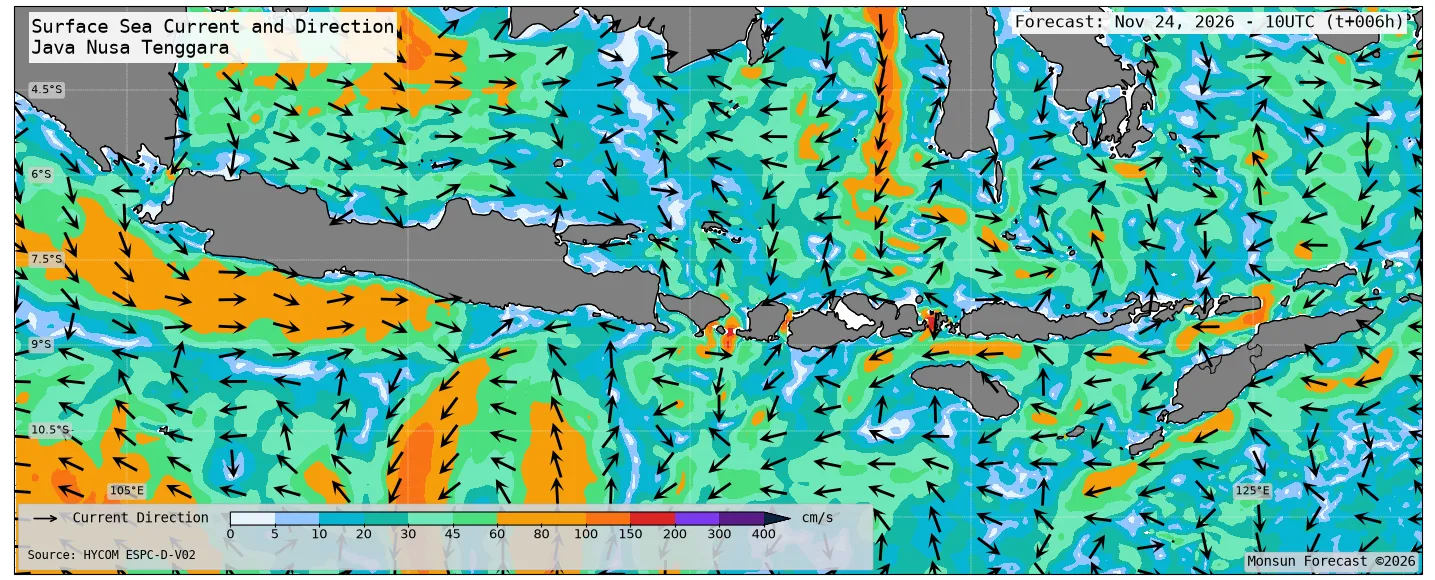 Surface Sea Current and Direction
Java Nusa Tenggara
Forecast: Nov 24, 2026 - 10UTC (t+006h)
4.5°S
6°S
7.5°S
9°S
10.5°S
105°E
125°E
Current Direction
0 5 10 20 30 45 60 80 100 150 200 300 400
cm/s
Source: HYCOM ESPC-D-V02
Monsun Forecast ©2026